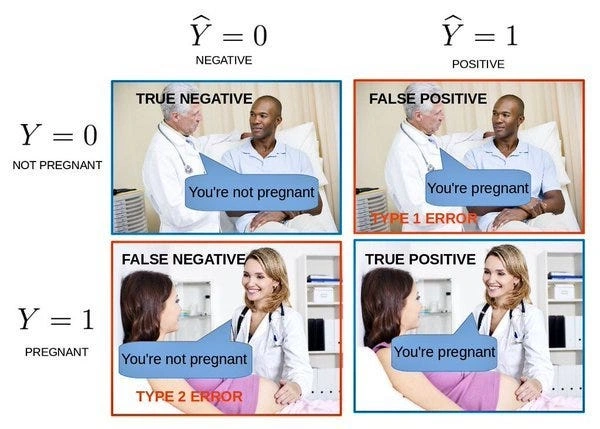 Ŷ = 0
NEGATIVE
Ŷ = 1
POSITIVE
Y = 0
NOT PREGNANT
TRUE NEGATIVE
You're not pregnant
FALSE POSITIVE
You're pregnant
TYPE 1 ERROR
Y = 1
PREGNANT
FALSE NEGATIVE
You're not pregnant
TYPE 2 ERROR
TRUE POSITIVE
You're pregnant